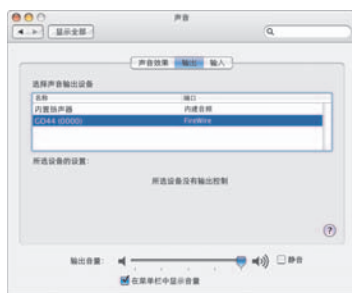 声音
显示全部
声音效果 输出 输入
选择声音输出设备
名称 端口
内置扬声器 内建音频
CO44 (0000) FireWire
所选设备的设置:
所选设备没有输出控制
?
输出音量: 静音
在菜单栏中显示音量